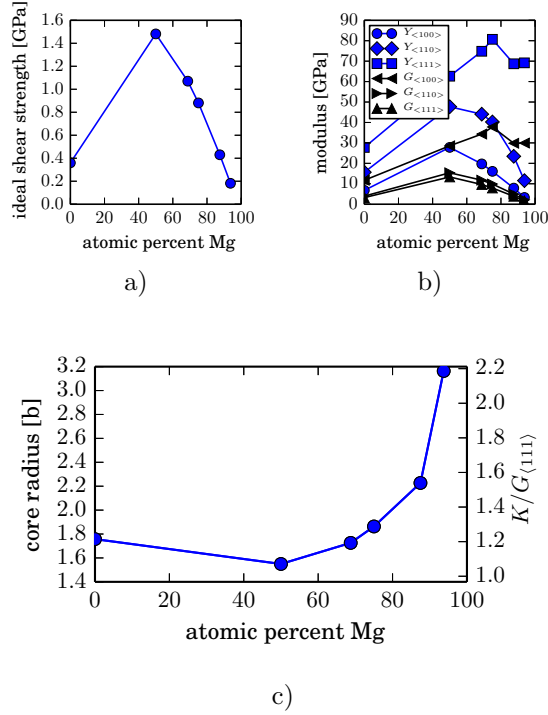 1.6
1.4
1.2
1.0
0.8
0.6
0.4
0.2
0.0
ideal shear strength [GPa]
0 20 40 60 80 100
atomic percent Mg
a)
90
80
70
60
50
40
30
20
10
0
modulus [GPa]
Y<100>
Y<110>
Y<111>
G<100>
G<110>
G<111>
0 20 40 60 80 100
atomic percent Mg
b)
3.2
3.0
2.8
2.6
2.4
2.2
2.0
1.8
1.6
1.4
core radius [b]
2.2
2.0
1.8
1.6
1.4
1.2
1.0
K/G⟨111⟩
0 20 40 60 80 100
atomic percent Mg
c)